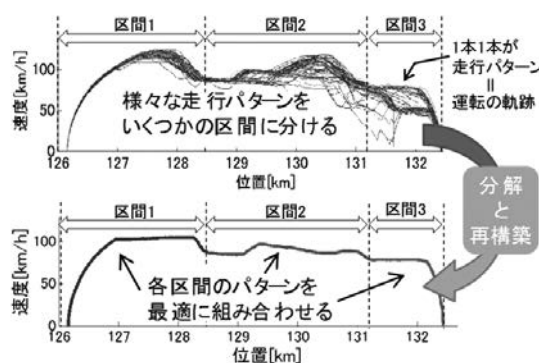 区間1 区間2 区間3
速度[km/h]
100
50
0
1本1本が
走行パターン
||
運転の軌跡
様々な走行パターンを
いくつかの区間に分ける
126 127 128 129 130 131 132
位置[km]
分解
と
再構築
区間1 区間2 区間3
速度[km/h]
100
50
0
各区間のパターンを
最適に組み合わせる
126 127 128 129 130 131 132
位置[km]